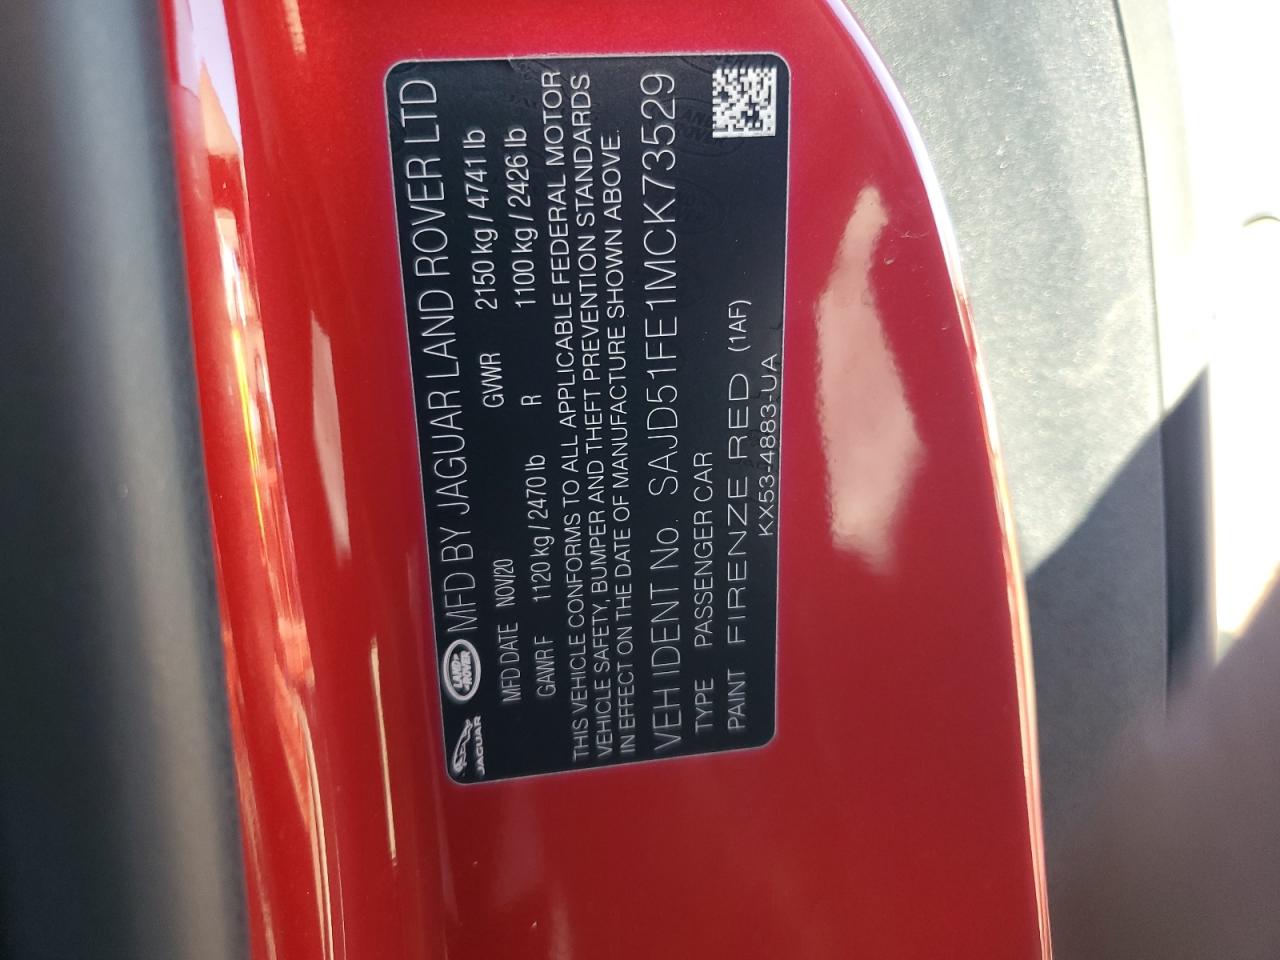 JAGUAR LAND ROVER MFD BY JAGUAR LAND ROVER LTD
MFD DATE NOV/20 GVWR 2150 kg / 4741 lb
GAWR F 1120 kg / 2470 lb R 1100 kg / 2426 lb
THIS VEHICLE CONFORMS TO ALL APPLICABLE FEDERAL MOTOR
VEHICLE SAFETY, BUMPER AND THEFT PREVENTION STANDARDS
IN EFFECT ON THE DATE OF MANUFACTURE SHOWN ABOVE.
VEH IDENT No. SAJD51FE1MCK73529
TYPE PASSENGER CAR
PAINT FIRENZE RED (1AF)
KX53-4883-UA